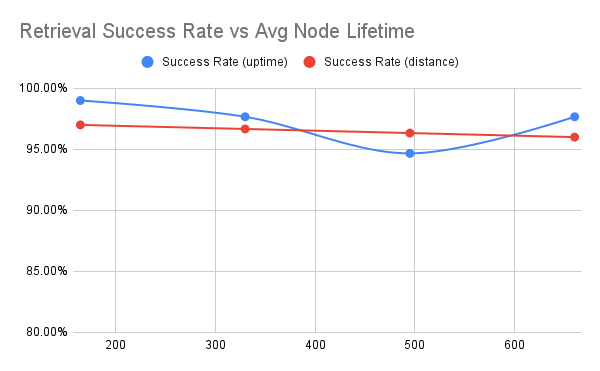 Retrieval Success Rate vs Avg Node Lifetime
Success Rate (uptime) Success Rate (distance)
100.00%
95.00%
90.00%
85.00%
80.00%
200 300 400 500 600